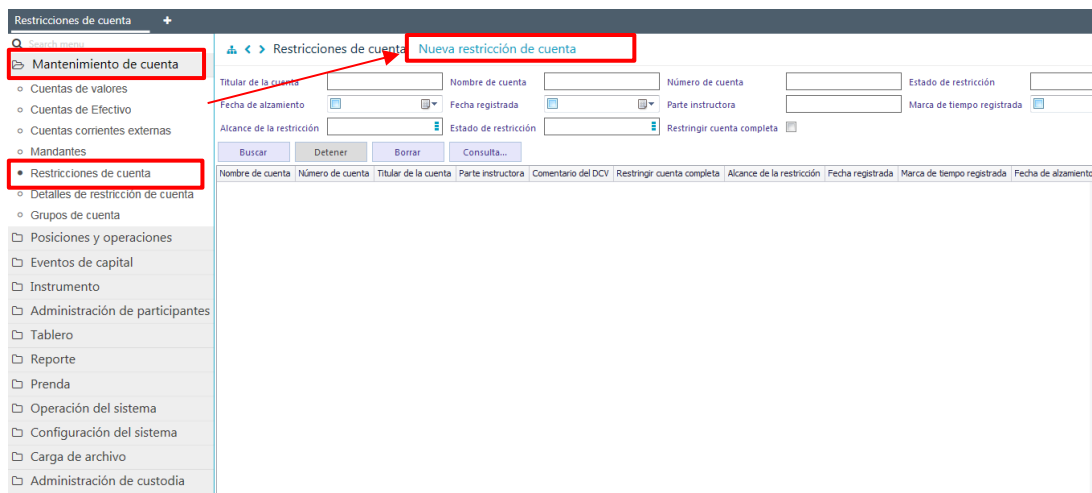 Restricciones de cuenta +
Search menu
Restricciones de cuenta Nueva restricción de cuenta
Mantenimiento de cuenta
Cuentas de valores
Cuentas de Efectivo
Cuentas corrientes externas
Mandantes
Restricciones de cuenta
Detalles de restricción de cuenta
Grupos de cuenta
Posiciones y operaciones
Eventos de capital
Instrumento
Administración de participantes
Tablero
Reporte
Prenda
Operación del sistema
Configuración del sistema
Carga de archivo
Administración de custodia
Titular de la cuenta Nombre de cuenta Número de cuenta Estado de restricción
Fecha de alzamiento Fecha registrada Parte instructora Marca de tiempo registrada
Alcance de la restricción Estado de restricción Restringir cuenta completa
Buscar Detener Borrar Consulta...
Nombre de cuenta Número de cuenta Titular de la cuenta Parte instructora Comentario del DCV Restringir cuenta completa Alcance de la restricción Fecha registrada Marca de tiempo registrada Fecha de alzamiento